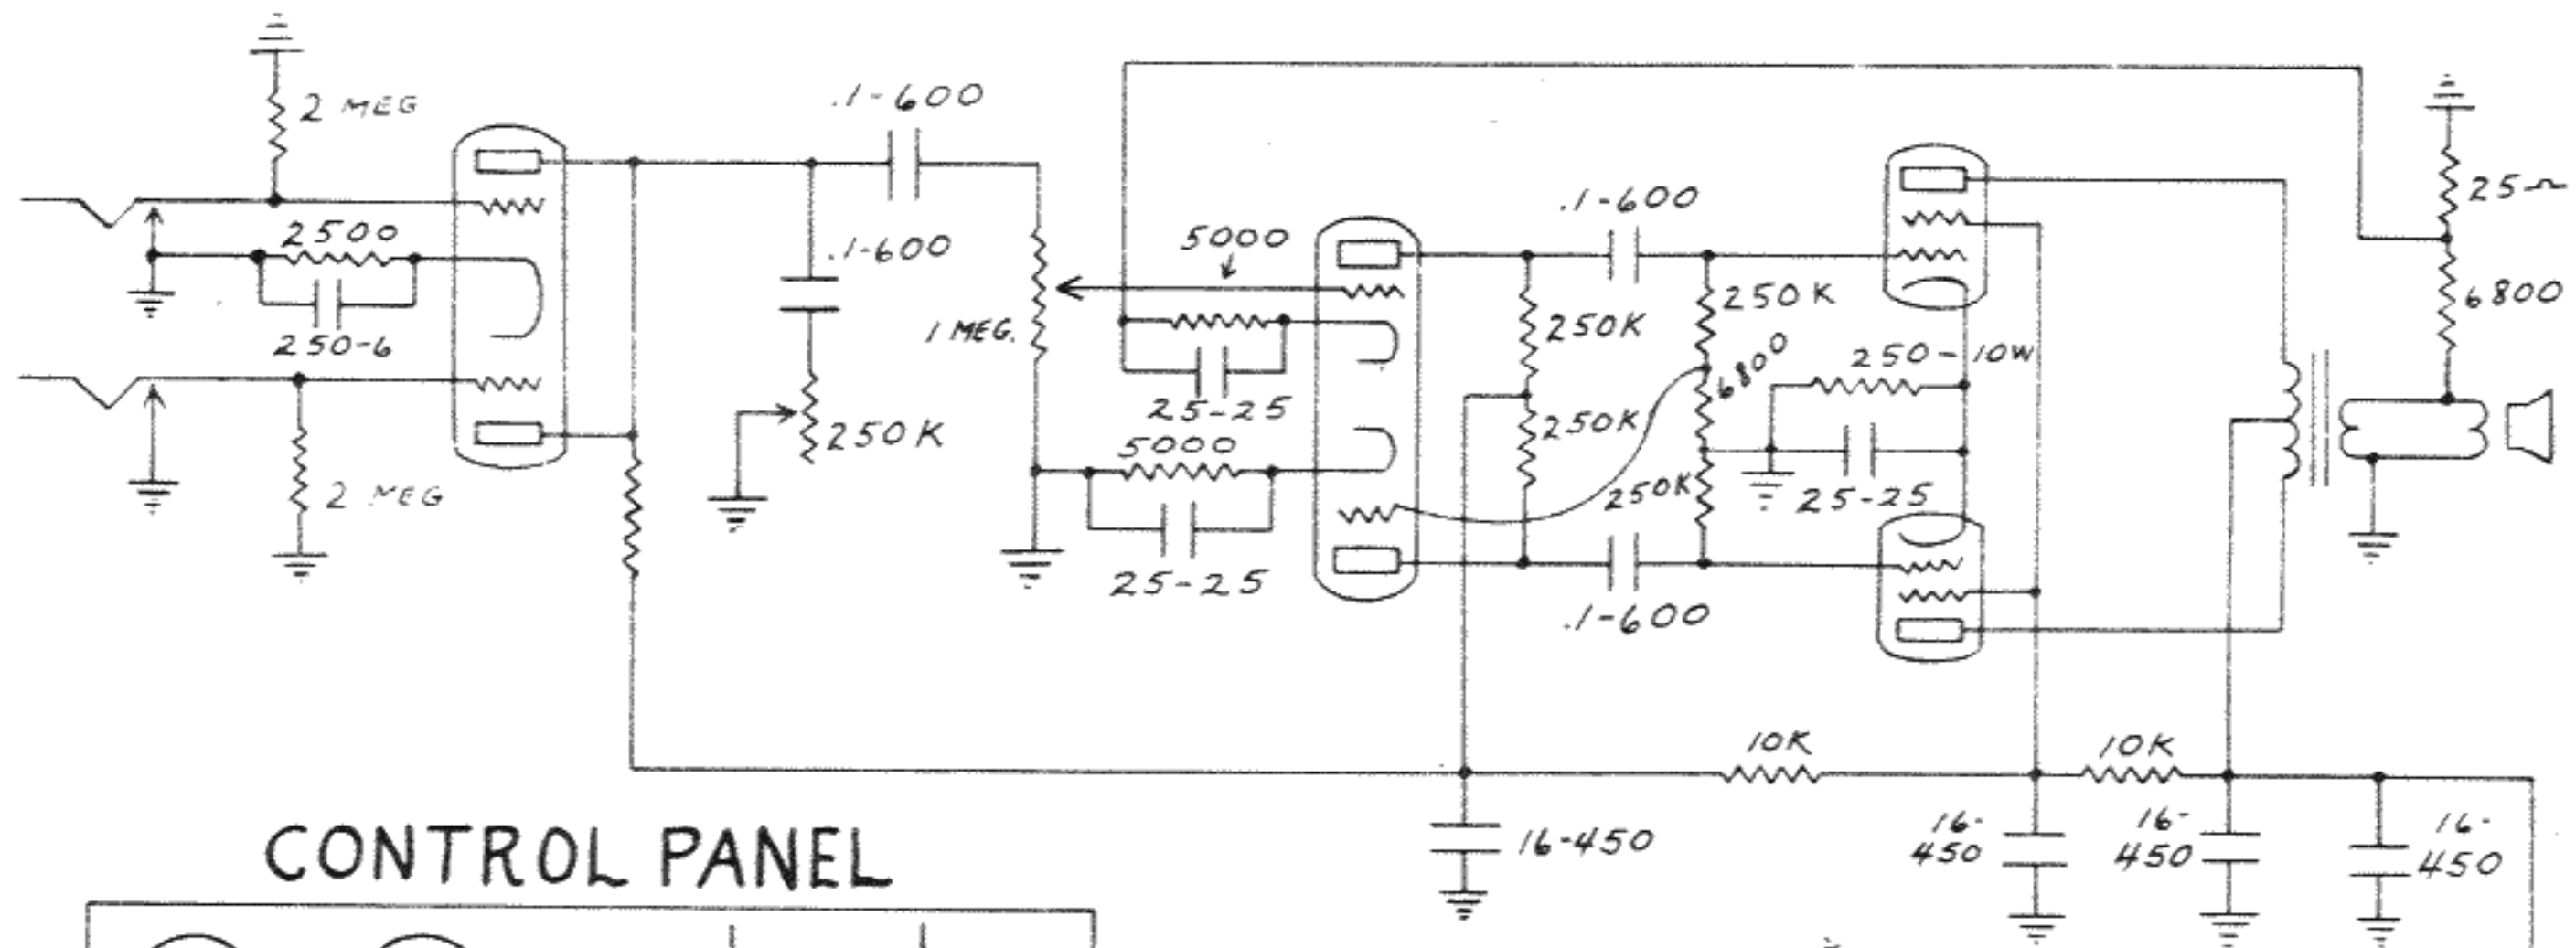 2 MEG
.1-600
25Ω
2500
.1-600
5000
.1-600
250K
6800
250-6
1 MEG.
250K
6800
250-10W
25-25
250K
250K
5000
250K
25-25
2 MEG
25-25
.1-600
10K
10K
16-450
16-
450
16-
450
16-
450
CONTROL PANEL